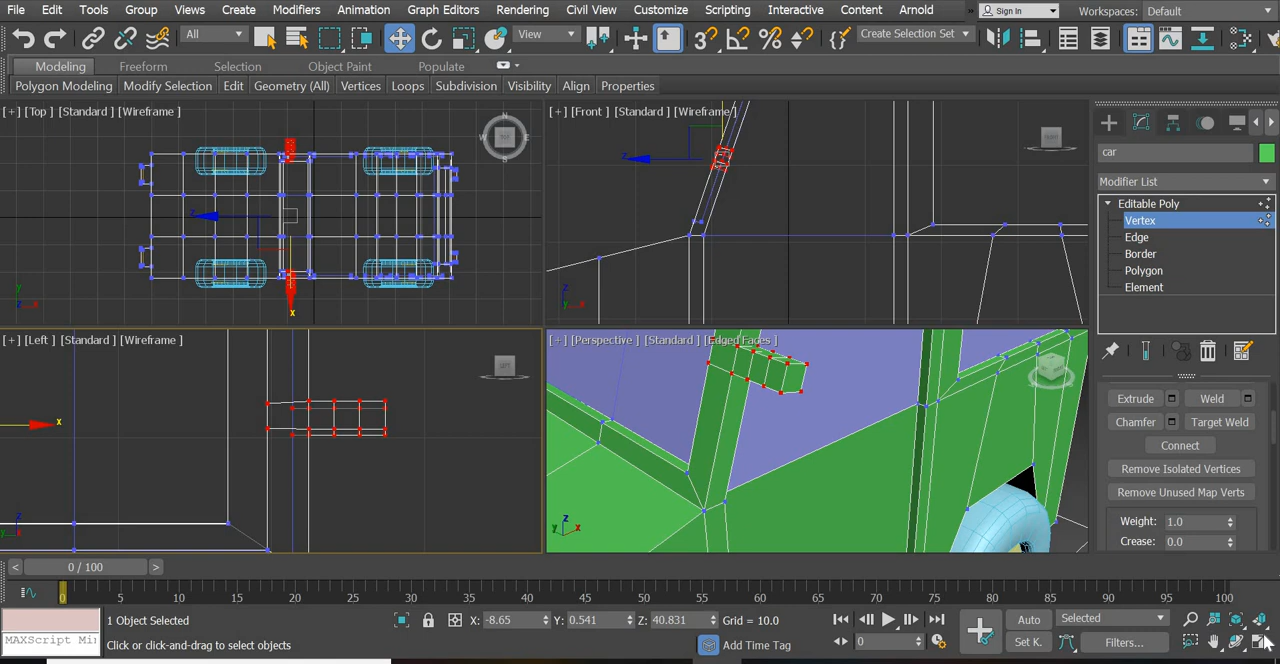 File Edit Tools Group Views Create Modifiers Animation Graph Editors Rendering Civil View Customize Scripting Interactive Content Arnold » Sign In Workspaces: Default
All View 3 Create Selection Set
Modeling Freeform Selection Object Paint Populate
Polygon Modeling Modify Selection Edit Geometry (All) Vertices Loops Subdivision Visibility Align Properties
[+] [Top] [Standard] [Wireframe]
[+] [Front] [Standard] [Wireframe]
N
W TOP E
S
z
x
y
z x
z
z
y x
car
Modifier List
Editable Poly
Vertex
Edge
Border
Polygon
Element
[+] [Left] [Standard] [Wireframe]
[+] [Perspective] [Standard] [Edged Faces]
LEFT
x
z
y x
z
y x
Extrude Weld
Chamfer Target Weld
Connect
Remove Isolated Vertices
Remove Unused Map Verts
Weight: 1.0
Crease: 0.0
< 0 / 100 >
0 5 10 15 20 25 30 35 40 45 50 55 60 65 70 75 80 85 90 95 100
1 Object Selected X: -8.65 Y: 0.541 Z: 40.831 Grid = 10.0 Auto Selected
MAXScript Mir Click or click-and-drag to select objects Add Time Tag 0 Set K. Filters...